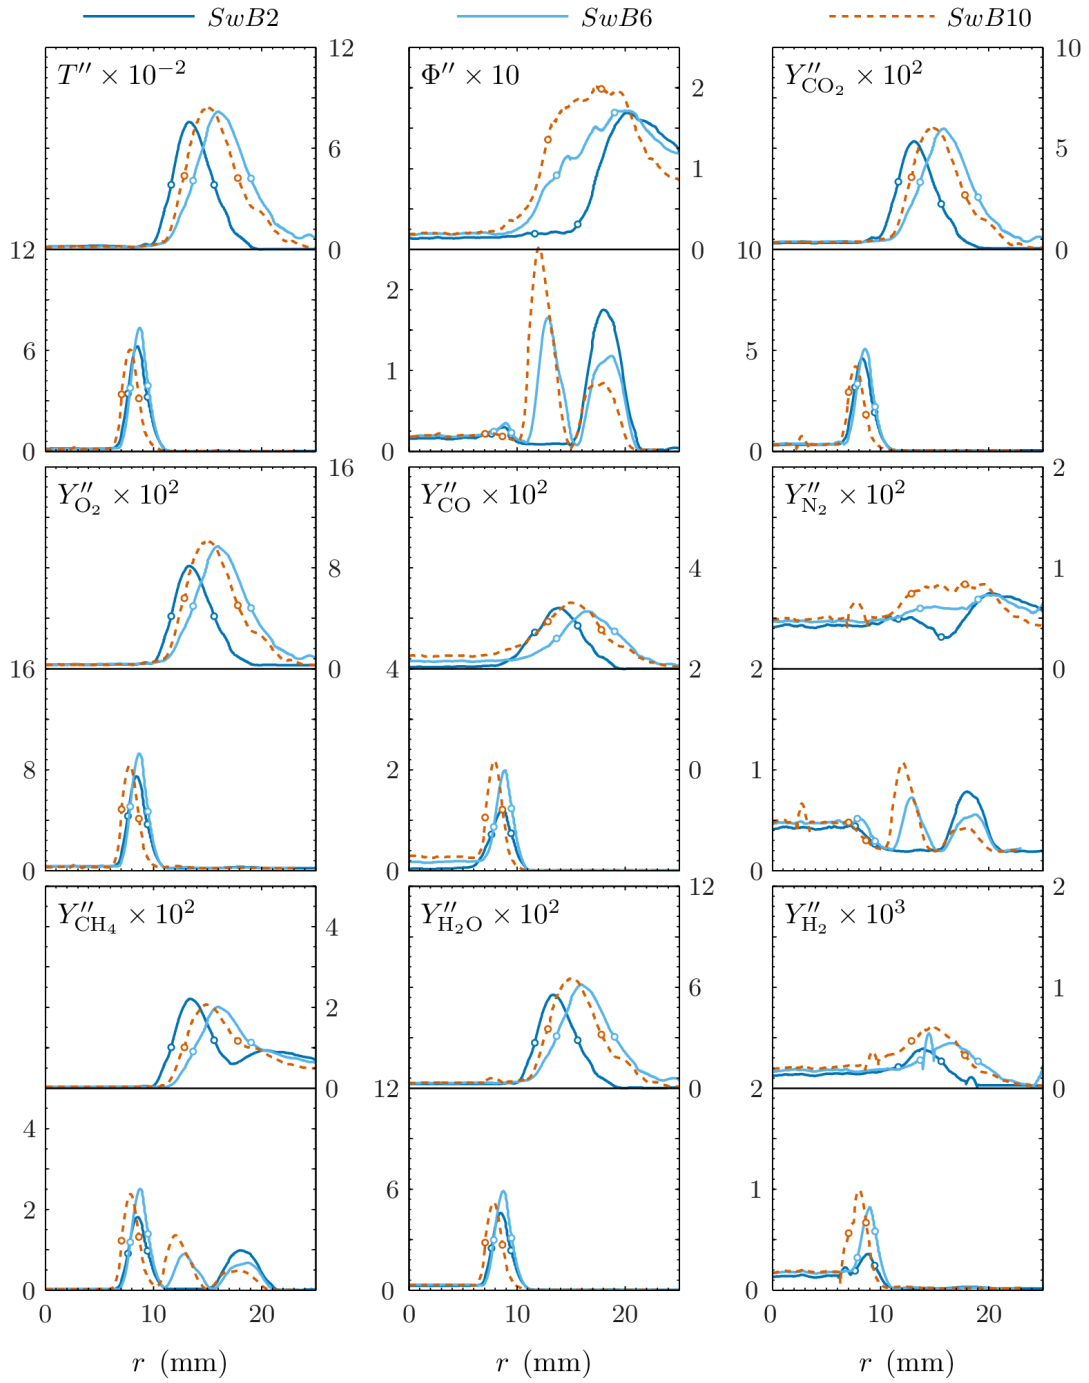 SwB2 SwB6 SwB10
T″ × 10⁻² 12 Φ″ × 10 Y″CO₂ × 10² 10
2
6 5
1
12 0 0 10 0
2
6 5
1
0 0 0
Y″O₂ × 10² 16 Y″CO × 10² Y″N₂ × 10² 2
4
8 1
16 0 4 2 2 0
8 2 0 1
0 0 0
Y″CH₄ × 10² Y″H₂O × 10² 12 Y″H₂ × 10³ 2
4
2 6 1
0 12 0 2 0
4
2 6 1
0 0 0
0 10 20 0 10 20 0 10 20
r (mm) r (mm) r (mm)